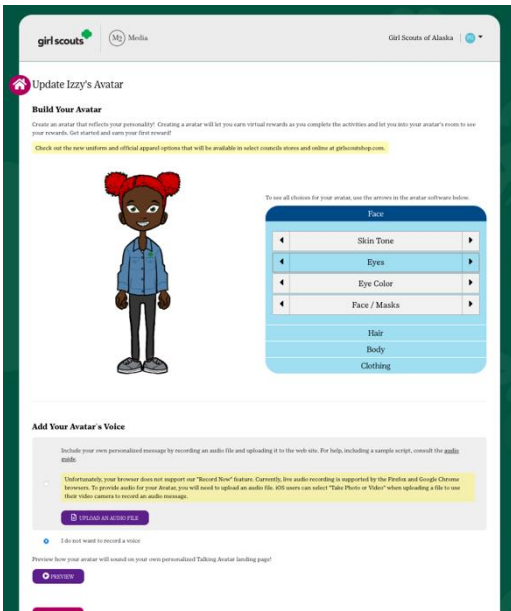 girl scouts M2 Media Girl Scouts of Alaska
Update Izzy's Avatar
Build Your Avatar
Create an avatar that reflects your personality! Creating a avatar will let you earn virtual rewards as you complete the activities and let you into your avatar's room to see
your rewards. Get started and earn your first reward!
Check out the new uniform and official apparel options that will be available in select councils stores and online at girlscoutshop.com.
To see all choices for your avatar, use the arrows in the avatar software below.
Face
Skin Tone
Eyes
Eye Color
Face / Masks
Hair
Body
Clothing
Add Your Avatar's Voice
Include your own personalized message by recording an audio file and uploading it to the web site. For help, including a sample script, consult the audio
guide.
Unfortunately, your browser does not support our "Record Now" feature. Currently, live audio recording is supported by the Firefox and Google Chrome
browsers. To provide audio for your Avatar, you will need to upload an audio file. iOS users can select "Take Photo or Video" when uploading a file to use
their video camera to record an audio message.
UPLOAD AN AUDIO FILE
I do not want to record a voice
Preview how your avatar will sound on your own personalized Talking Avatar landing page!
PREVIEW